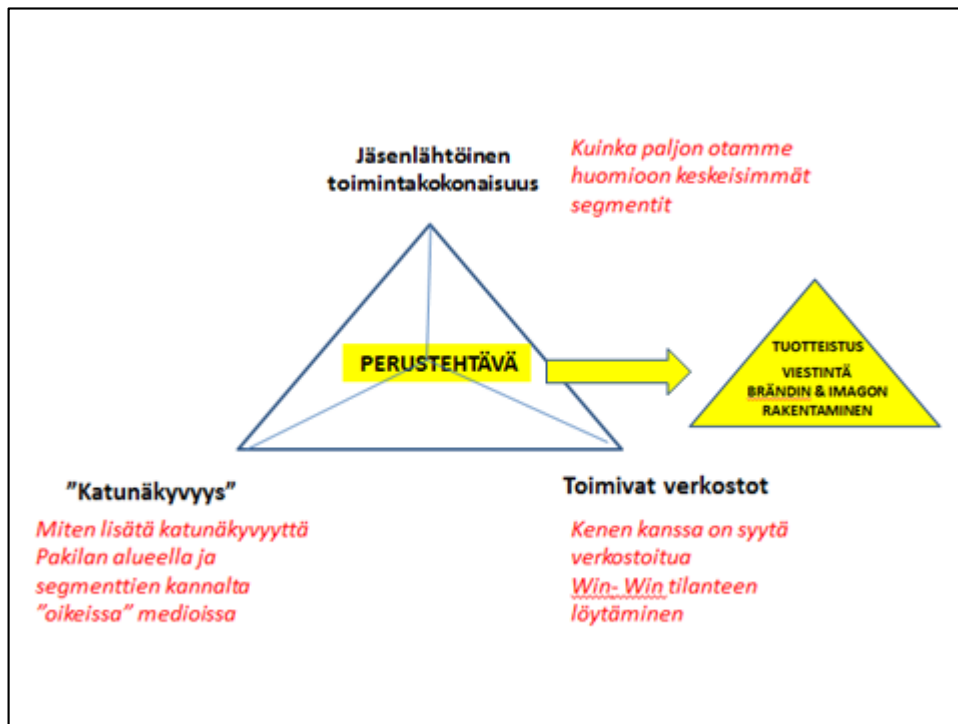 Jäsenlähtöinen
toimintakokonaisuus
Kuinka paljon otamme
huomioon keskeisimmät
segmentit
PERUSTEHTÄVÄ
TUOTTEISTUS
VIESTINTÄ
BRÄNDIN & IMAGON
RAKENTAMINEN
"Katunäkyvyys"
Miten lisätä katunäkyvyyttä
Pakilan alueella ja
segmenttien kannalta
"oikeissa" medioissa
Toimivat verkostot
Kenen kanssa on syytä
verkostoitua
Win- Win tilanteen
löytäminen